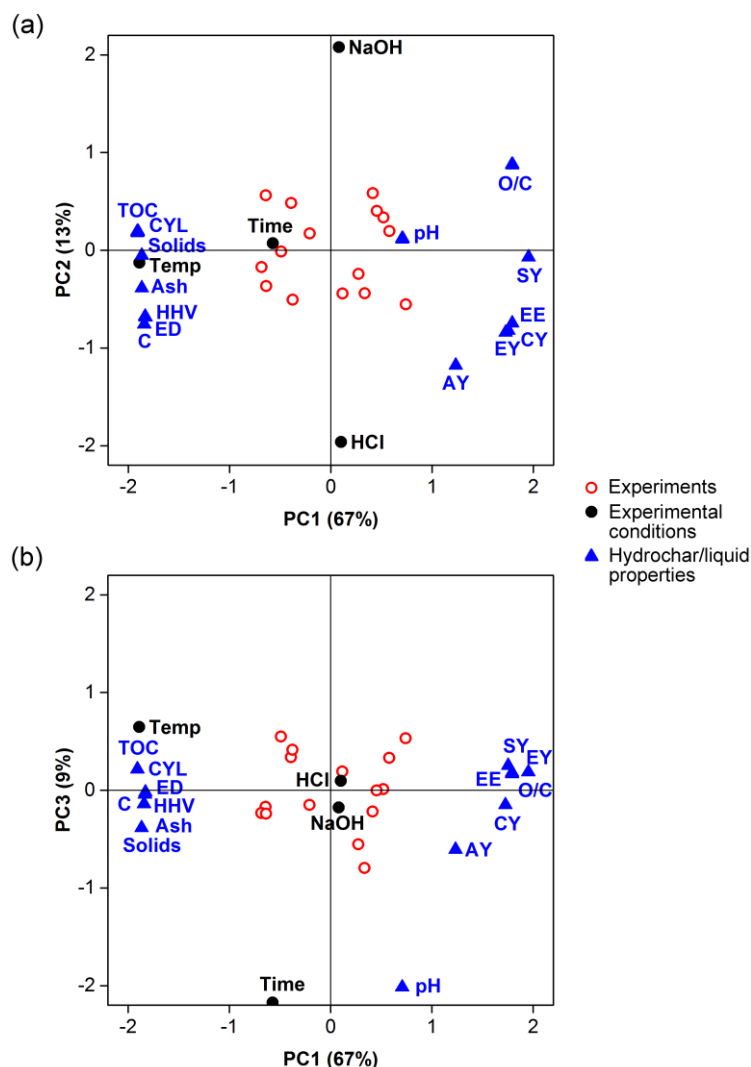 (a)
2
NaOH
1
O/C
TOC
CYL
Time
pH
Solids
0
Temp
SY
Ash
HHV
EE
ED
C
EY
CY
-1
AY
HCl
-2
PC2 (13%)
-2
-1
0
1
2
PC1 (67%)
Experiments
Experimental
conditions
Hydrochar/liquid
properties
(b)
2
1
Temp
TOC
SY
EY
CYL
HCl
ED
EE
O/C
0
C
HHV
NaOH
CY
Ash
Solids
AY
-1
Time
pH
-2
PC3 (9%)
-2
-1
0
1
2
PC1 (67%)